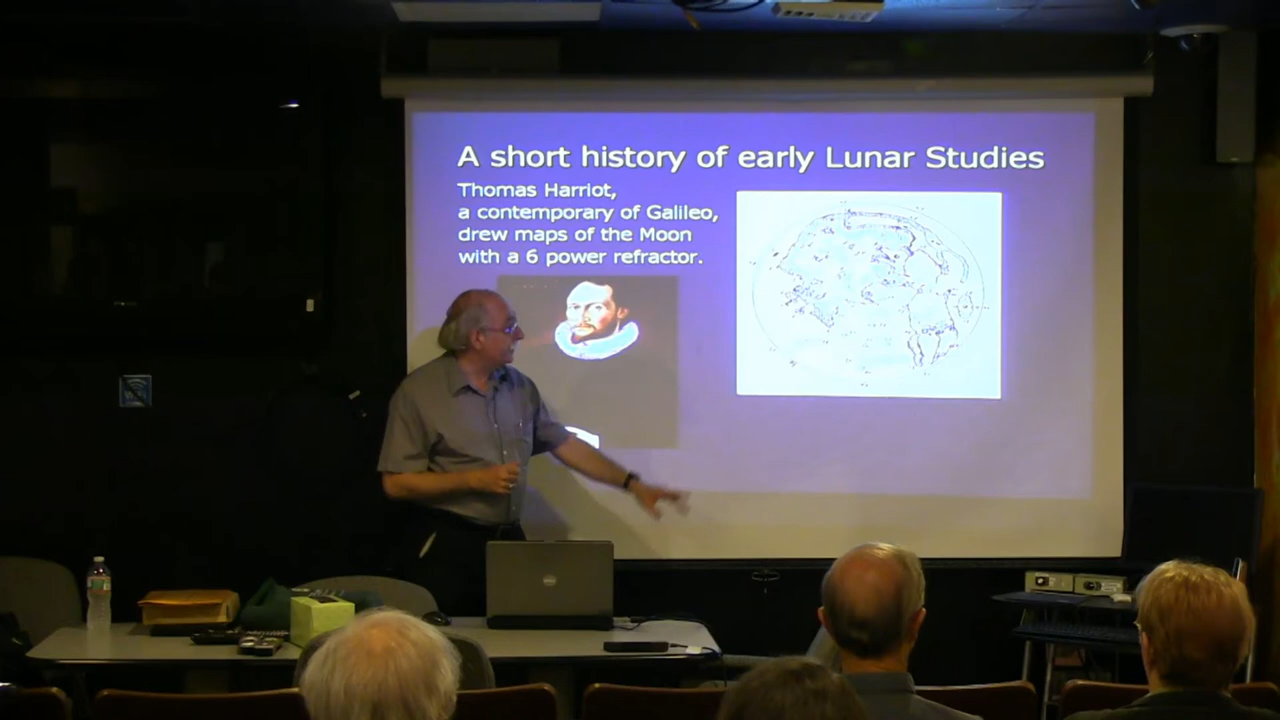 A short history of early Lunar Studies
Thomas Harriot,
a contemporary of Galileo,
drew maps of the Moon
with a 6 power refractor.